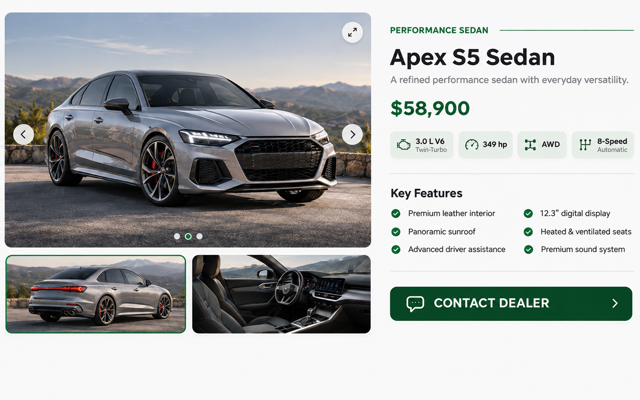 PERFORMANCE SEDAN
Apex S5 Sedan
A refined performance sedan with everyday versatility.
$58,900
3.0 L V6
Twin-Turbo
349 hp
AWD
8-Speed
Automatic
Key Features
Premium leather interior
12.3" digital display
Panoramic sunroof
Heated & ventilated seats
Advanced driver assistance
Premium sound system
CONTACT DEALER